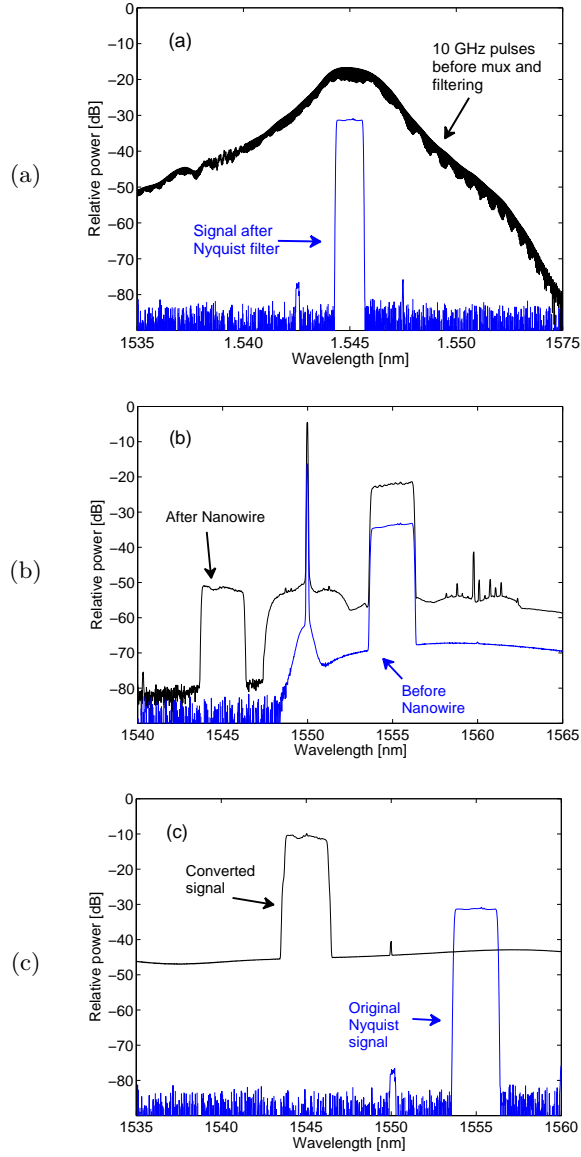 (a)
0
−10
−20
−30
−40
−50
−60
−70
−80
Relative power [dB]
(a)
10 GHz pulses
before mux and
filtering
Signal after
Nyquist filter
1535 1.540 1.545 1.550 1575
Wavelength [nm]
(b)
0
−10
−20
−30
−40
−50
−60
−70
−80
Relative power [dB]
(b)
After Nanowire
Before
Nanowire
1540 1545 1550 1555 1560 1565
Wavelength [nm]
(c)
0
−10
−20
−30
−40
−50
−60
−70
−80
Relative power [dB]
(c)
Converted
signal
Original
Nyquist
signal
1535 1540 1545 1550 1555 1560
Wavelength [nm]